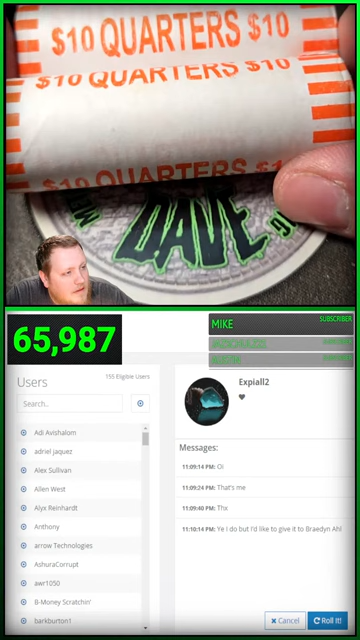 $10 QUARTERS $10
$10 QUARTERS $10
$10 QUARTERS $1
DAVE
65,987
MIKE
SUBSCRIBER
Users
155 Eligible Users
Search..
Adi Avishalom
adriel jaquez
Alex Sullivan
Allen West
Alyx Reinhardt
Anthony
arrow Technologies
AshuraCorrupt
awr1050
B-Money Scratchin'
barkburton1
Expiall2
Messages:
11:09:14 PM: Oi
11:09:24 PM: That's me
11:09:40 PM: Thx
11:10:14 PM: Ye I do but I'd like to give it to Braedyn Ahl
Cancel
Roll It!